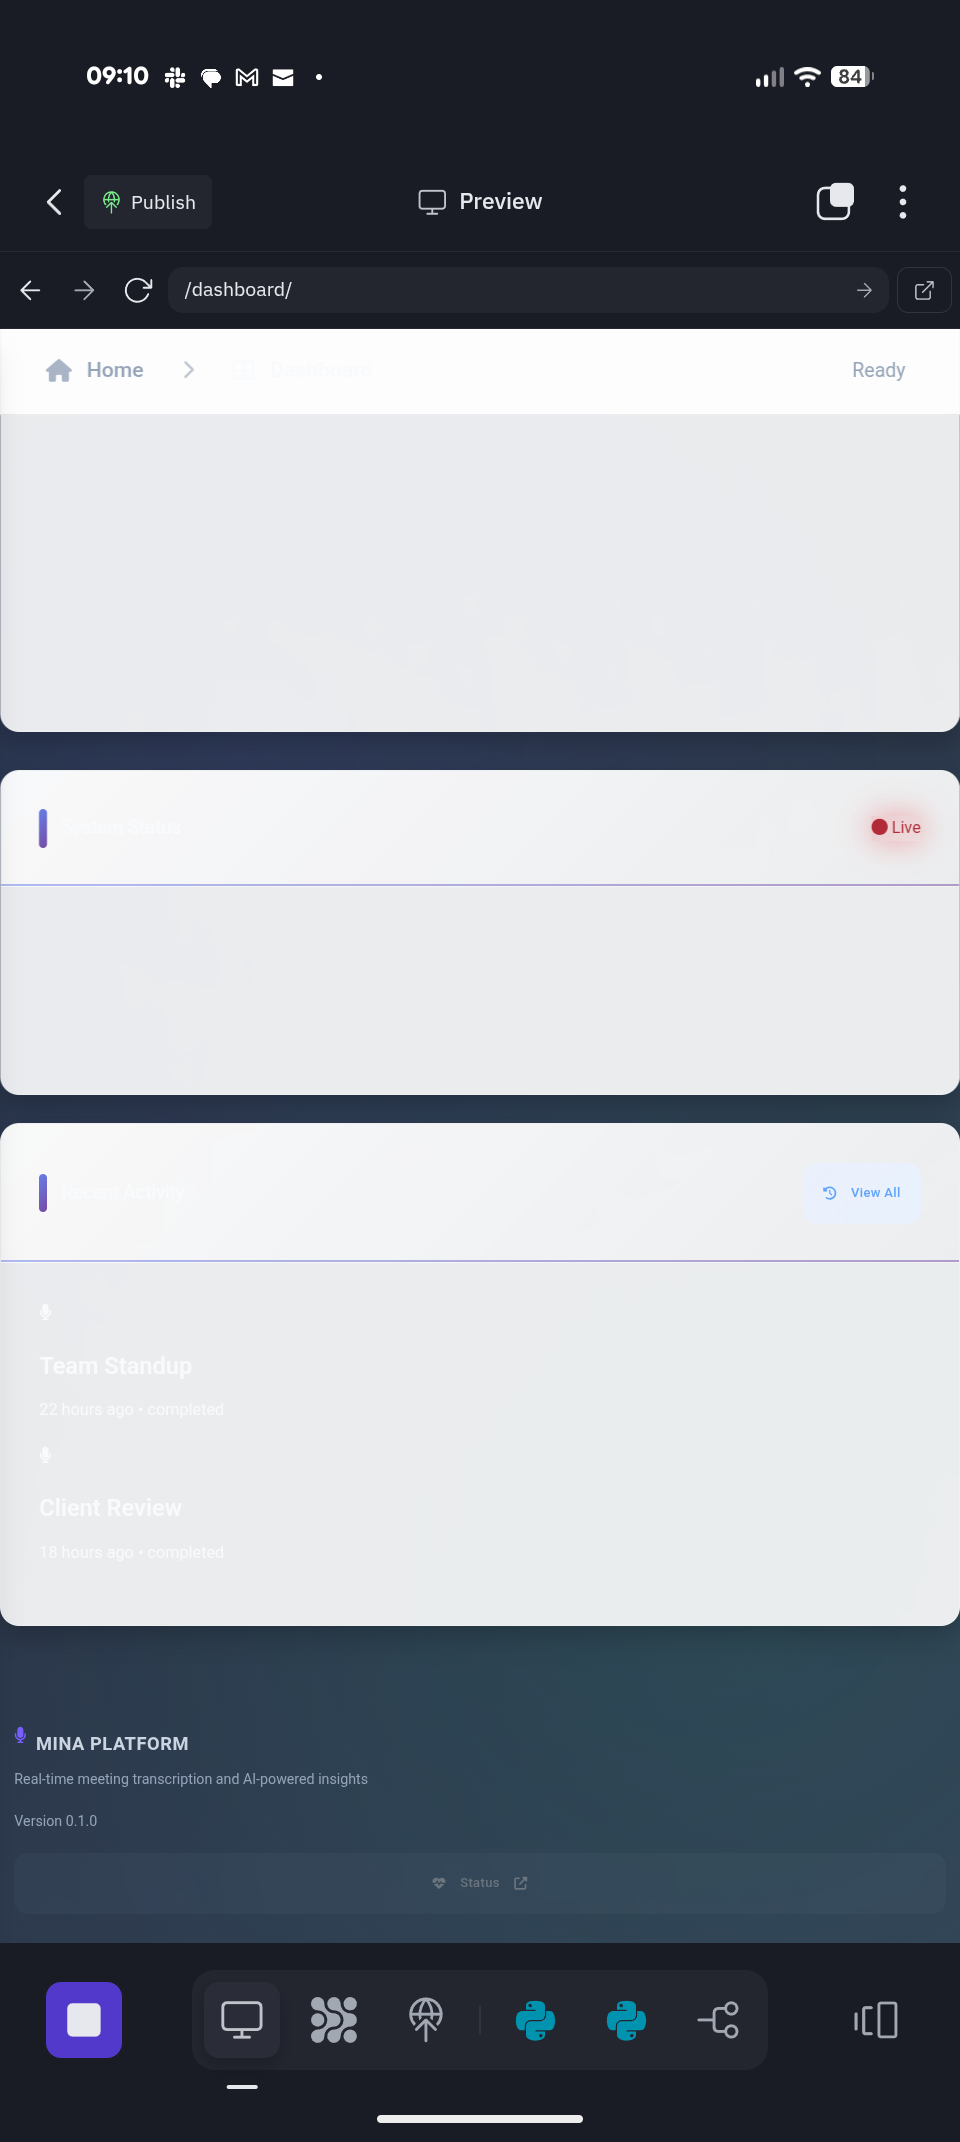 09:10
84
Publish
Preview
/dashboard/
Home
Dashboard
Ready
System Status
Live
Recent Activity
View All
Team Standup
22 hours ago • completed
Client Review
18 hours ago • completed
MINA PLATFORM
Real-time meeting transcription and AI-powered insights
Version 0.1.0
Status